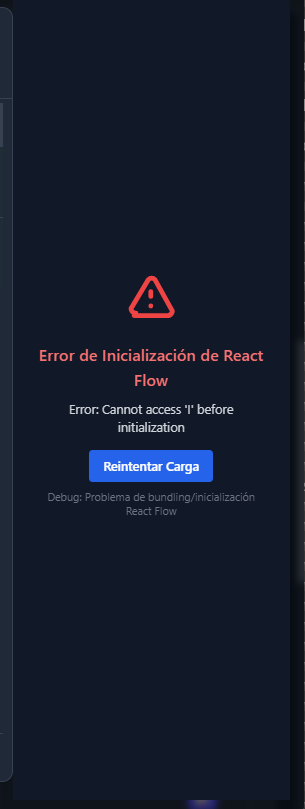 Error de Inicialización de React
Flow
Error: Cannot access 'I' before
initialization
Reintentar Carga
Debug: Problema de bundling/inicialización
React Flow